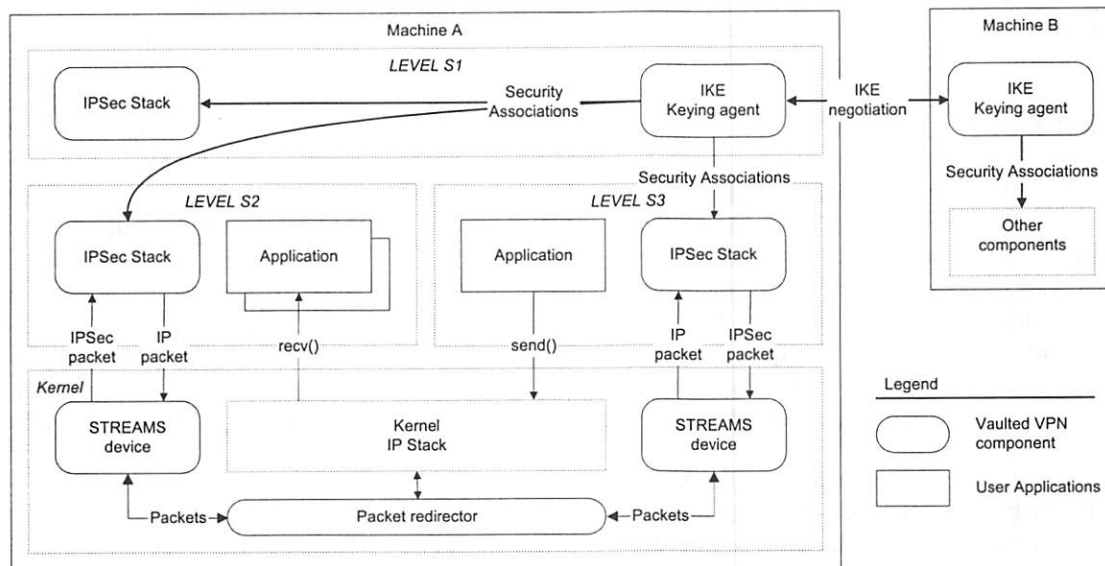 Machine A
Machine B
LEVEL S1
IPSec Stack
Security
Associations
IKE
Keying agent
IKE
negotiation
IKE
Keying agent
Security Associations
Security Associations
LEVEL S2
LEVEL S3
IPSec Stack
Application
Application
IPSec Stack
Other
components
IPSec
packet
IP
packet
recv()
send()
IP
packet
IPSec
packet
Kernel
STREAMS
device
Kernel
IP Stack
STREAMS
device
Packets
Packet redirector
Packets
Legend
Vaulted VPN
component
User Applications